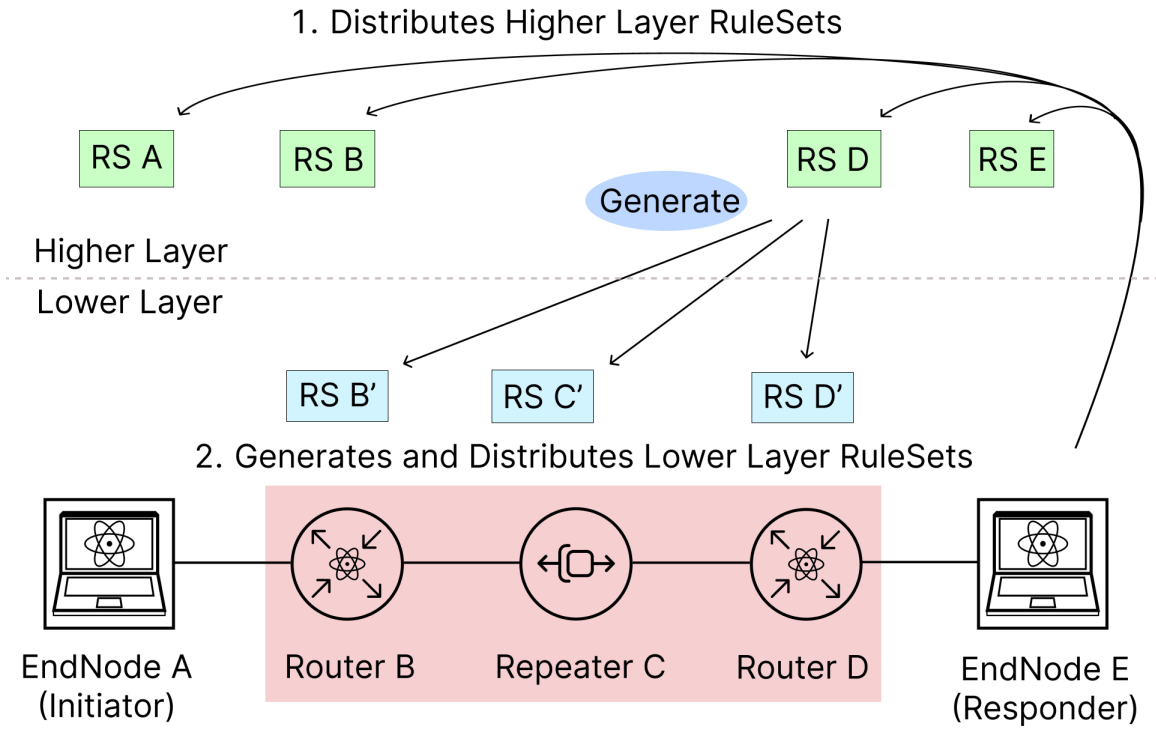 1. Distributes Higher Layer RuleSets
RS A
RS B
RS D
RS E
Generate
Higher Layer
Lower Layer
RS B’
RS C’
RS D’
2. Generates and Distributes Lower Layer RuleSets
EndNode A
(Initiator)
Router B
Repeater C
Router D
EndNode E
(Responder)